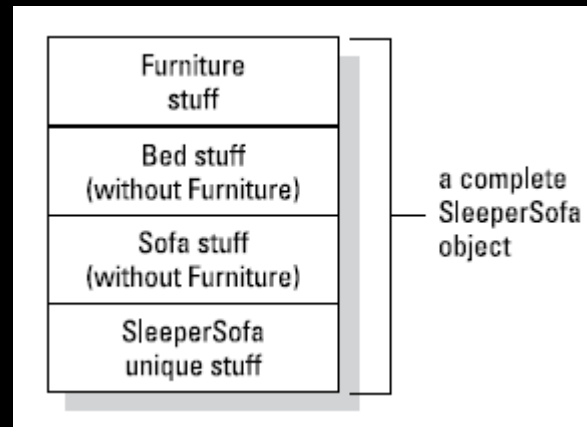 Furniture
stuff
Bed stuff
(without Furniture)
Sofa stuff
(without Furniture)
SleeperSofa
unique stuff
a complete
SleeperSofa
object